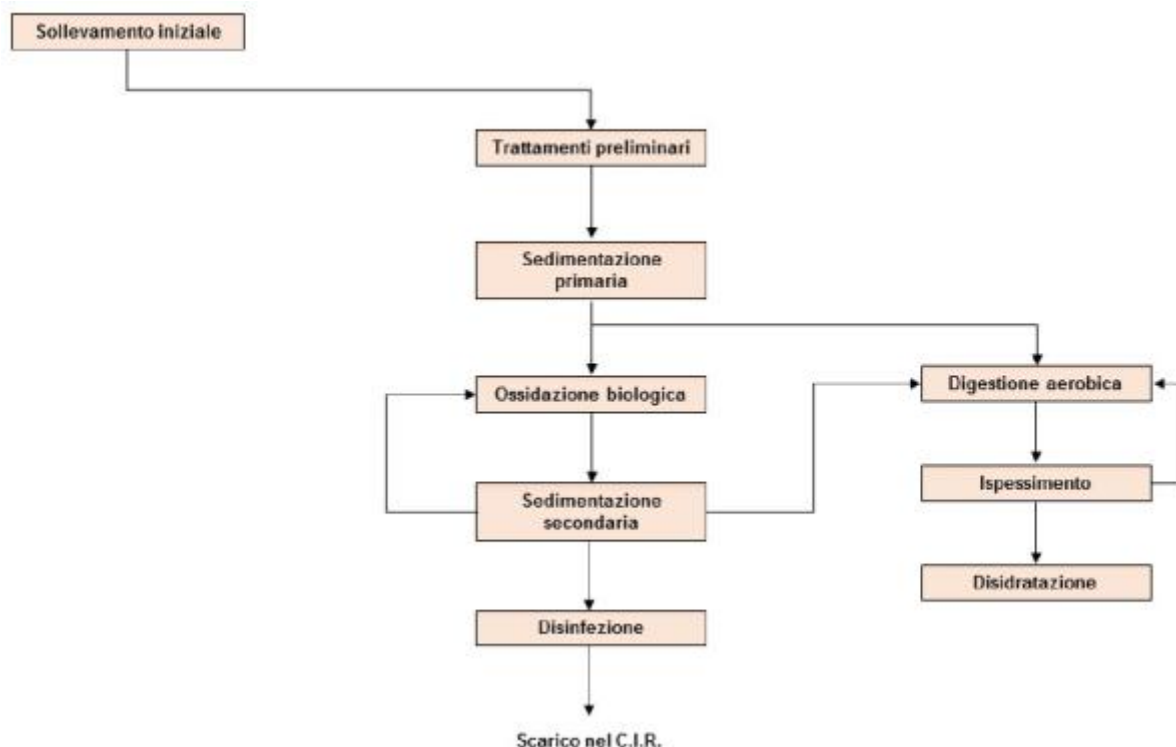 Sollevamento iniziale
Trattamenti preliminari
Sedimentazione
primaria
Ossidazione biologica
Digestione aerobica
Sedimentazione
secondaria
Ispessimento
Disidratazione
Disinfezione
Scarico nel C.I.R.